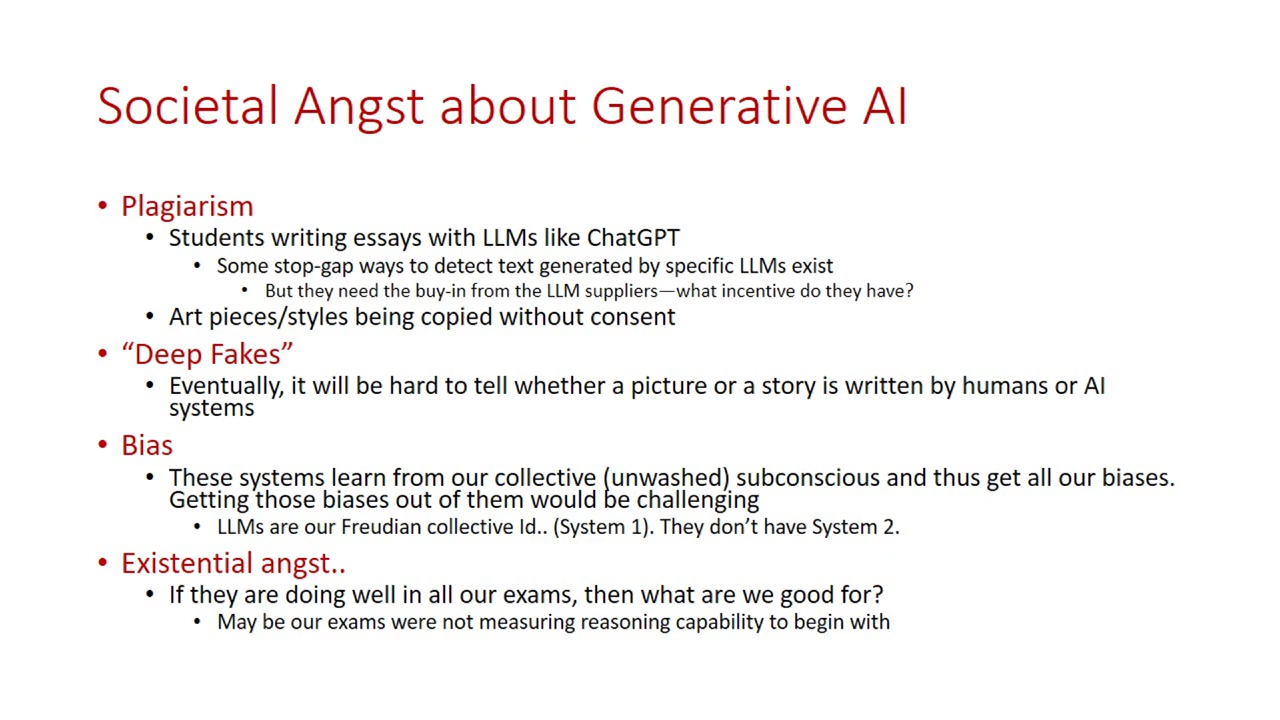 Societal Angst about Generative AI
• Plagiarism
• Students writing essays with LLMs like ChatGPT
• Some stop-gap ways to detect text generated by specific LLMs exist
• But they need the buy-in from the LLM suppliers—what incentive do they have?
• Art pieces/styles being copied without consent
• “Deep Fakes”
• Eventually, it will be hard to tell whether a picture or a story is written by humans or AI
systems
• Bias
• These systems learn from our collective (unwashed) subconscious and thus get all our biases.
Getting those biases out of them would be challenging
• LLMs are our Freudian collective Id.. (System 1). They don’t have System 2.
• Existential angst..
• If they are doing well in all our exams, then what are we good for?
• May be our exams were not measuring reasoning capability to begin with